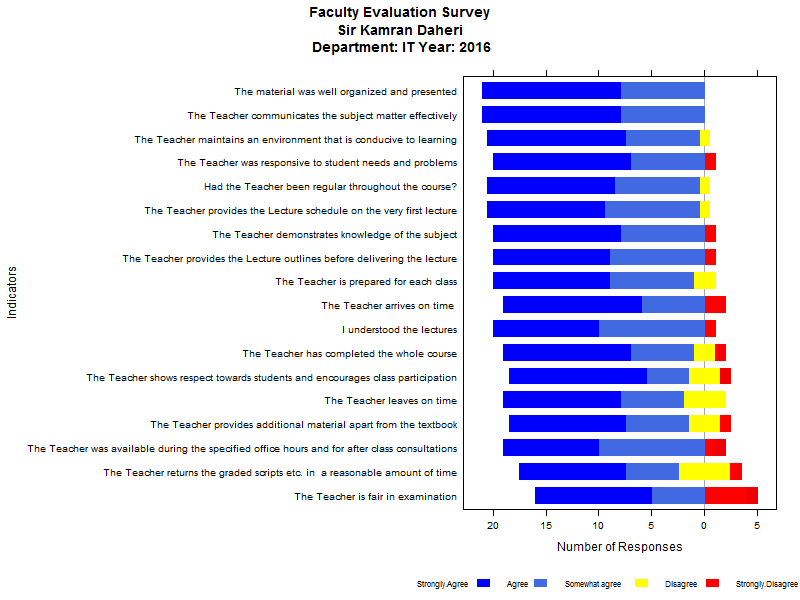 Faculty Evaluation Survey
Sir Kamran Daheri
Department: IT Year: 2016
Indicators
The material was well organized and presented
The Teacher communicates the subject matter effectively
The Teacher maintains an environment that is conducive to learning
The Teacher was responsive to student needs and problems
Had the Teacher been regular throughout the course?
The Teacher provides the Lecture schedule on the very first lecture
The Teacher demonstrates knowledge of the subject
The Teacher provides the Lecture outlines before delivering the lecture
The Teacher is prepared for each class
The Teacher arrives on time
I understood the lectures
The Teacher has completed the whole course
The Teacher shows respect towards students and encourages class participation
The Teacher leaves on time
The Teacher provides additional material apart from the textbook
The Teacher was available during the specified office hours and for after class consultations
The Teacher returns the graded scripts etc. in a reasonable amount of time
The Teacher is fair in examination
20 15 10 5 0 5
Number of Responses
Strongly.Agree Agree Somewhat agree Disagree Strongly.Disagree